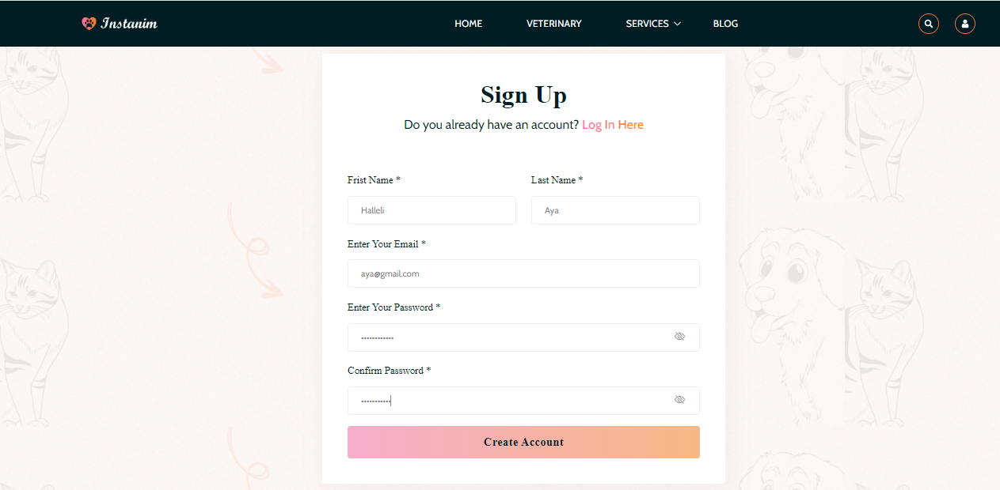 Instanim HOME VETERINARY SERVICES BLOG
Sign Up
Do you already have an account? Log In Here
Frist Name * Last Name *
Halleli Aya
Enter Your Email *
aya@gmail.com
Enter Your Password *
••••••••••••
Confirm Password *
•••••••••••
Create Account